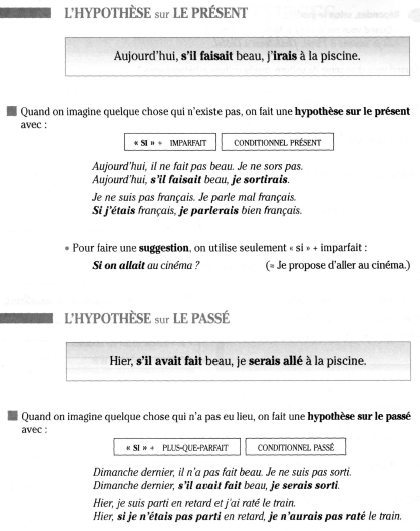 L'HYPOTHÈSE sur LE PRÉSENT
Aujourd'hui, s'il faisait beau, j'irais à la piscine.
Quand on imagine quelque chose qui n'existe pas, on fait une hypothèse sur le présent
avec :
« SI » + IMPARFAIT CONDITIONNEL PRÉSENT
Aujourd'hui, il ne fait pas beau. Je ne sors pas.
Aujourd'hui, s'il faisait beau, je sortirais.
Je ne suis pas français. Je parle mal français.
Si j'étais français, je parlerais bien français.
• Pour faire une suggestion, on utilise seulement « si » + imparfait :
Si on allait au cinéma ? (= Je propose d'aller au cinéma.)
L'HYPOTHÈSE sur LE PASSÉ
Hier, s'il avait fait beau, je serais allé à la piscine.
Quand on imagine quelque chose qui n'a pas eu lieu, on fait une hypothèse sur le passé
avec :
« SI » + PLUS-QUE-PARFAIT CONDITIONNEL PASSÉ
Dimanche dernier, il n'a pas fait beau. Je ne suis pas sorti.
Dimanche dernier, s'il avait fait beau, je serais sorti.
Hier, je suis parti en retard et j'ai raté le train.
Hier, si je n'étais pas parti en retard, je n'aurais pas raté le train.